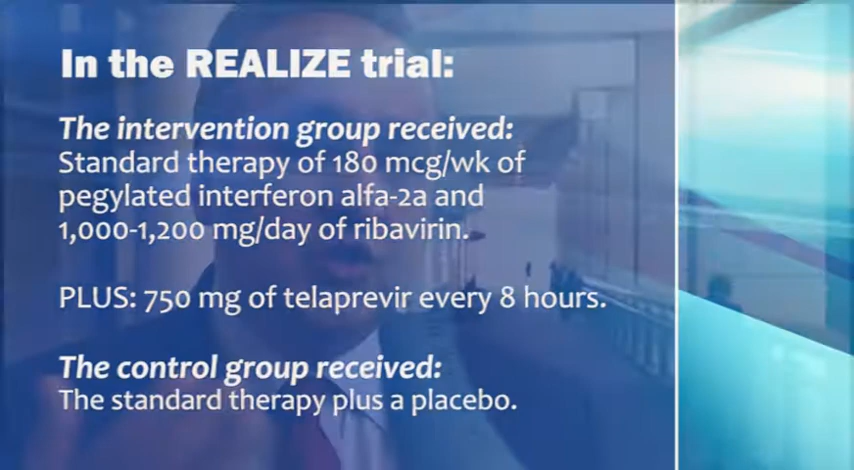 In the REALIZE trial:
The intervention group received:
Standard therapy of 180 mcg/wk of
pegylated interferon alfa-2a and
1,000-1,200 mg/day of ribavirin.
PLUS: 750 mg of telaprevir every 8 hours.
The control group received:
The standard therapy plus a placebo.